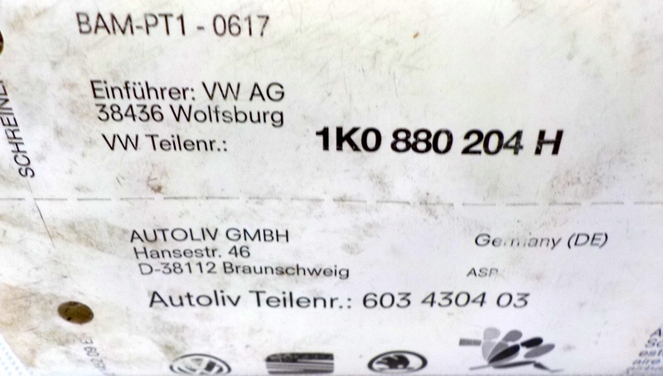 BAM-PT1 - 0617
Einführer: VW AG
38436 Wolfsburg
VW Teilenr.: 1K0 880 204 H
SCHREINE
AUTOLIV GMBH
Hansestr. 46
D-38112 Braunschweig
Germany (DE)
ASP
Autoliv Teilenr.: 603 4304 03